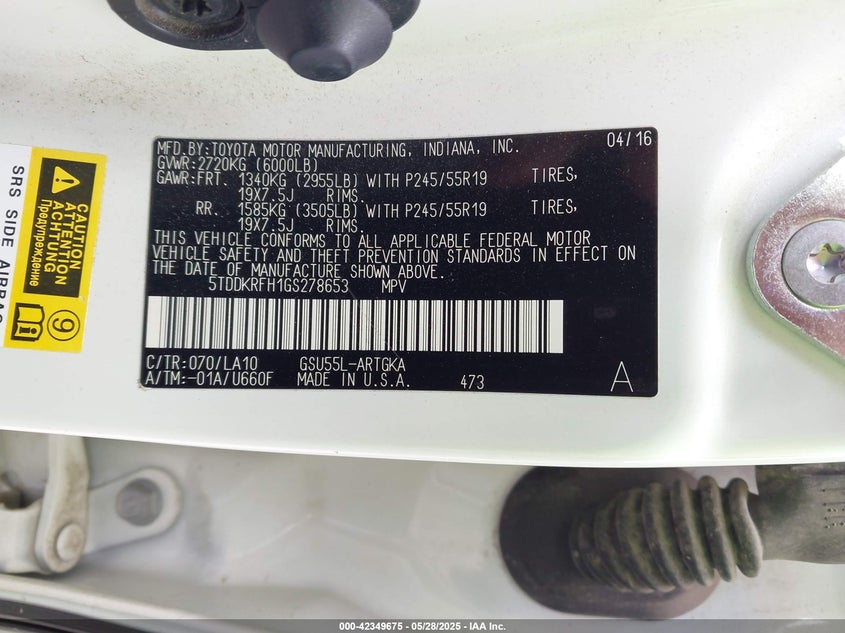 MFD.BY:TOYOTA MOTOR MANUFACTURING, INDIANA, INC. 04/16
GVWR:2720KG (6000LB)
GAWR:FRT. 1340KG (2955LB) WITH P245/55R19 TIRES,
19X7.5J RIMS.
RR. 1585KG (3505LB) WITH P245/55R19 TIRES,
19X7.5J RIMS.
THIS VEHICLE CONFORMS TO ALL APPLICABLE FEDERAL MOTOR
VEHICLE SAFETY AND THEFT PREVENTION STANDARDS IN EFFECT ON
THE DATE OF MANUFACTURE SHOWN ABOVE.
5TDDKRFH1GS278653 MPV
C/TR:070/LA10 GSU55L-ARTGKA
A/TM:-01A/U660F MADE IN U.S.A. 473 A
SRS SIDE AIRBAG
CAUTION
ATTENTION
ACHTUNG
Предупреждение
9
000-42349675 / 05/28/2025 - IAA Inc.